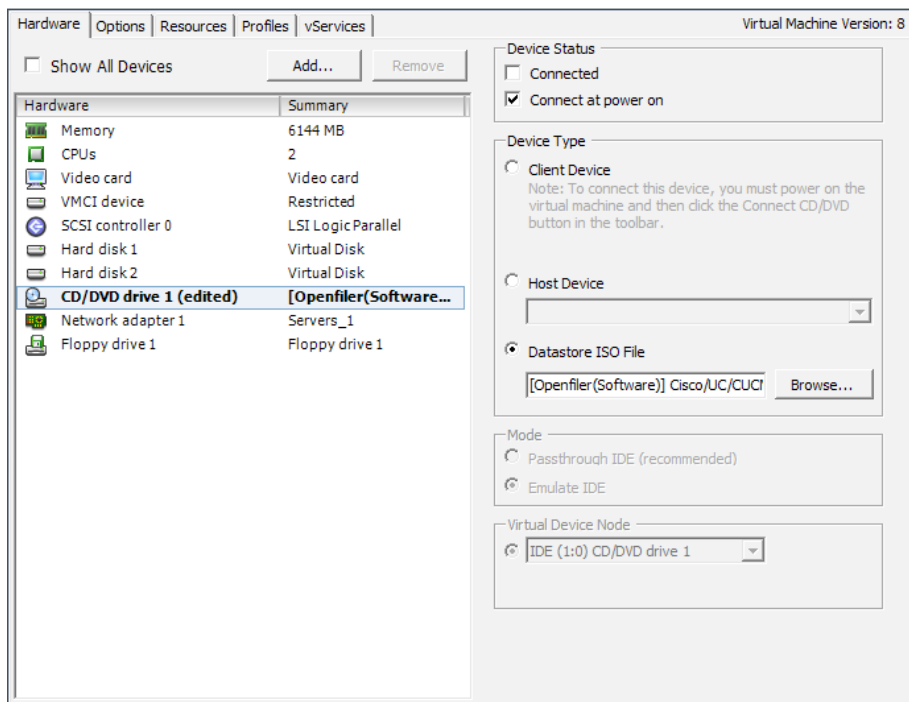 Hardware Options Resources Profiles vServices Virtual Machine Version: 8
Show All Devices Add... Remove
Hardware Summary
Memory 6144 MB
CPUs 2
Video card Video card
VMCI device Restricted
SCSI controller 0 LSI Logic Parallel
Hard disk 1 Virtual Disk
Hard disk 2 Virtual Disk
CD/DVD drive 1 (edited) [Openfiler(Software...
Network adapter 1 Servers_1
Floppy drive 1 Floppy drive 1
Device Status
Connected
Connect at power on
Device Type
Client Device
Note: To connect this device, you must power on the
virtual machine and then click the Connect CD/DVD
button in the toolbar.
Host Device
Datastore ISO File
[Openfiler(Software)] Cisco/UC/CUCM Browse...
Mode
Passthrough IDE (recommended)
Emulate IDE
Virtual Device Node
IDE (1:0) CD/DVD drive 1